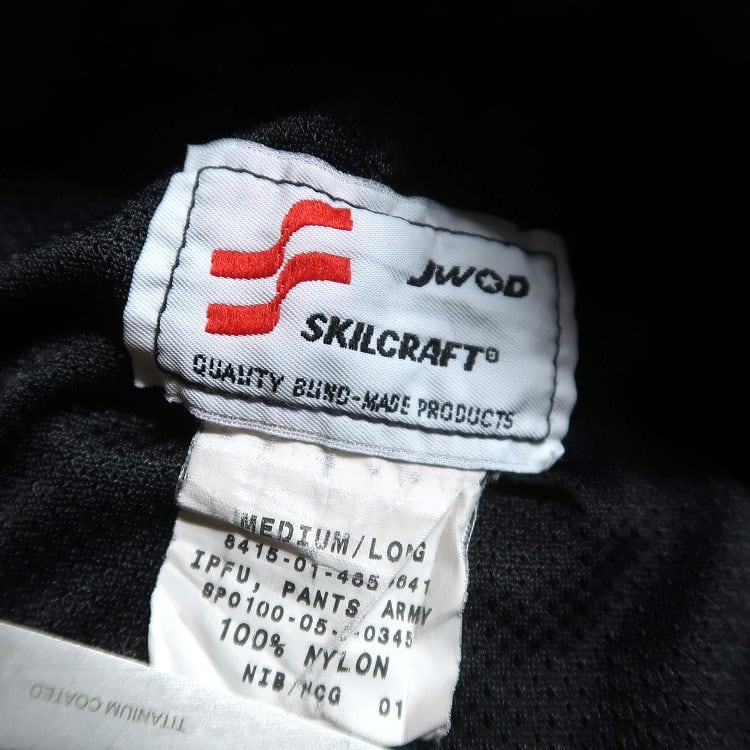 JWOD
SKILCRAFT®
QUALITY BLIND-MADE PRODUCTS
MEDIUM/LONG
IPFU, PANTS ARMY
100% NYLON
NIB/NCG 01
TITANIUM COATED